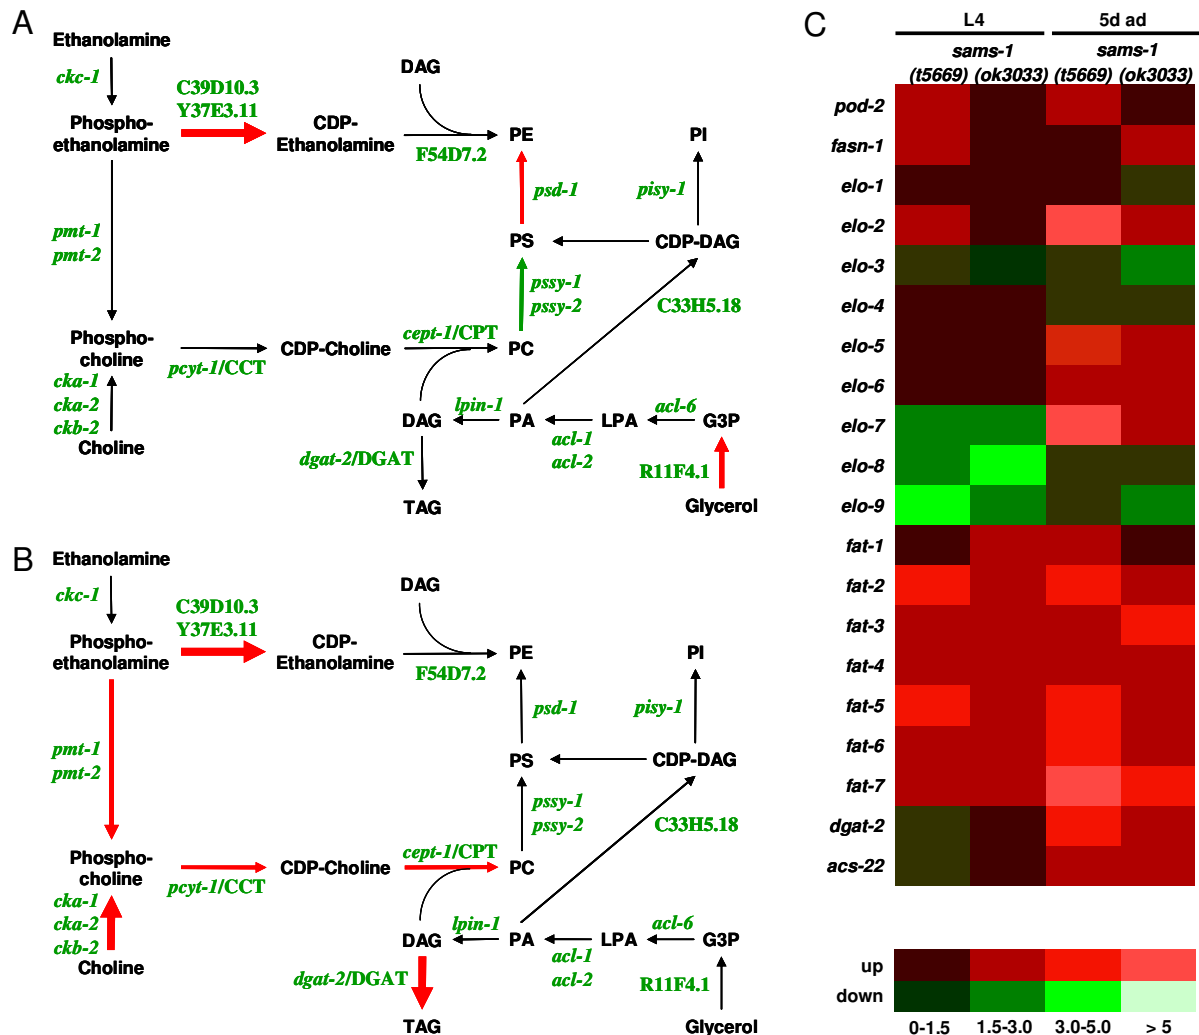 A
Ethanolamine
ckc-1
C39D10.3
Y37E3.11
Phospho-
ethanolamine
CDP-
Ethanolamine
DAG
F54D7.2
PE
PI
psd-1
pisy-1
pmt-1
pmt-2
PS
CDP-DAG
pssy-1
pssy-2
C33H5.18
Phospho-
choline
pcyt-1/CCT
CDP-Choline
cept-1/CPT
PC
cka-1
cka-2
ckb-2
Choline
DAG
lpin-1
PA
acl-1
acl-2
LPA
acl-6
G3P
dgat-2/DGAT
R11F4.1
TAG
Glycerol
B
Ethanolamine
ckc-1
C39D10.3
Y37E3.11
Phospho-
ethanolamine
CDP-
Ethanolamine
DAG
F54D7.2
PE
PI
psd-1
pisy-1
pmt-1
pmt-2
PS
CDP-DAG
pssy-1
pssy-2
C33H5.18
Phospho-
choline
pcyt-1/CCT
CDP-Choline
cept-1/CPT
PC
cka-1
cka-2
ckb-2
Choline
DAG
lpin-1
PA
acl-1
acl-2
LPA
acl-6
G3P
dgat-2/DGAT
R11F4.1
TAG
Glycerol
C
L4 5d ad
sams-1 sams-1
(t5669) (ok3033) (t5669) (ok3033)
pod-2
fasn-1
elo-1
elo-2
elo-3
elo-4
elo-5
elo-6
elo-7
elo-8
elo-9
fat-1
fat-2
fat-3
fat-4
fat-5
fat-6
fat-7
dgat-2
acs-22
up
down
0-1.5 1.5-3.0 3.0-5.0 > 5